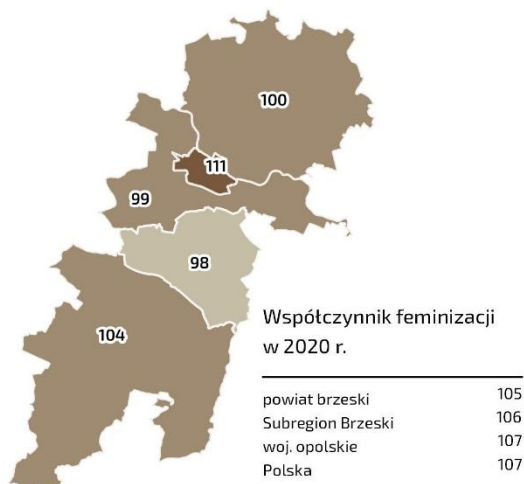 100
111
99
98
104
Współczynnik feminizacji
w 2020 r.
powiat brzeski 105
Subregion Brzeski 106
woj. opolskie 107
Polska 107